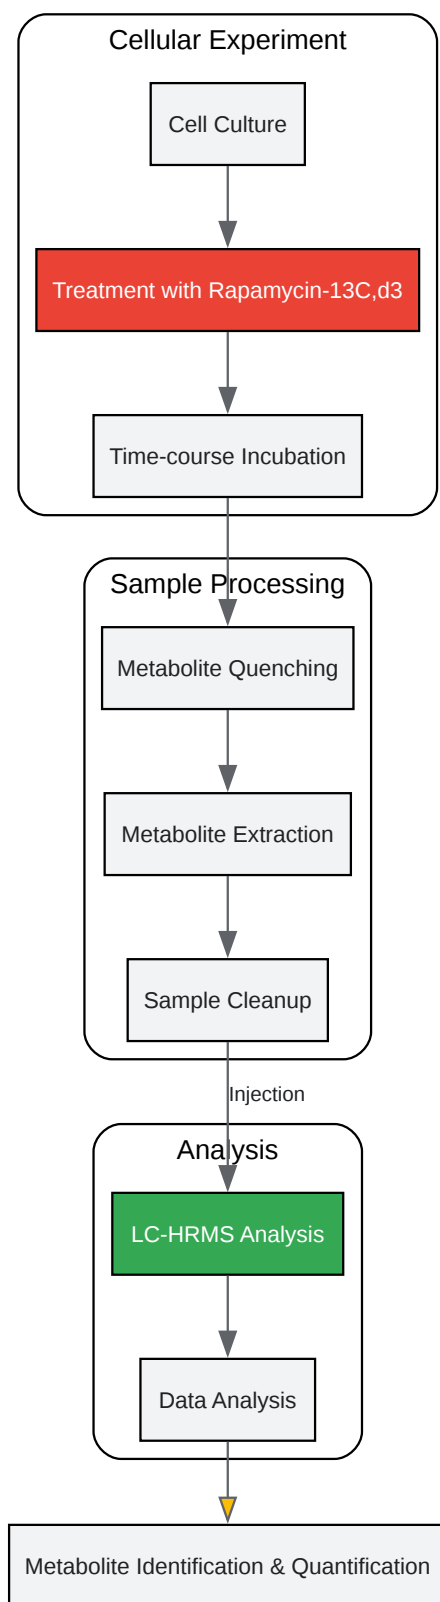 Cellular Experiment
Cell Culture
Treatment with Rapamycin-13C,d3
Time-course Incubation
Sample Processing
Metabolite Quenching
Metabolite Extraction
Sample Cleanup
Injection
Analysis
LC-HRMS Analysis
Data Analysis
Metabolite Identification & Quantification